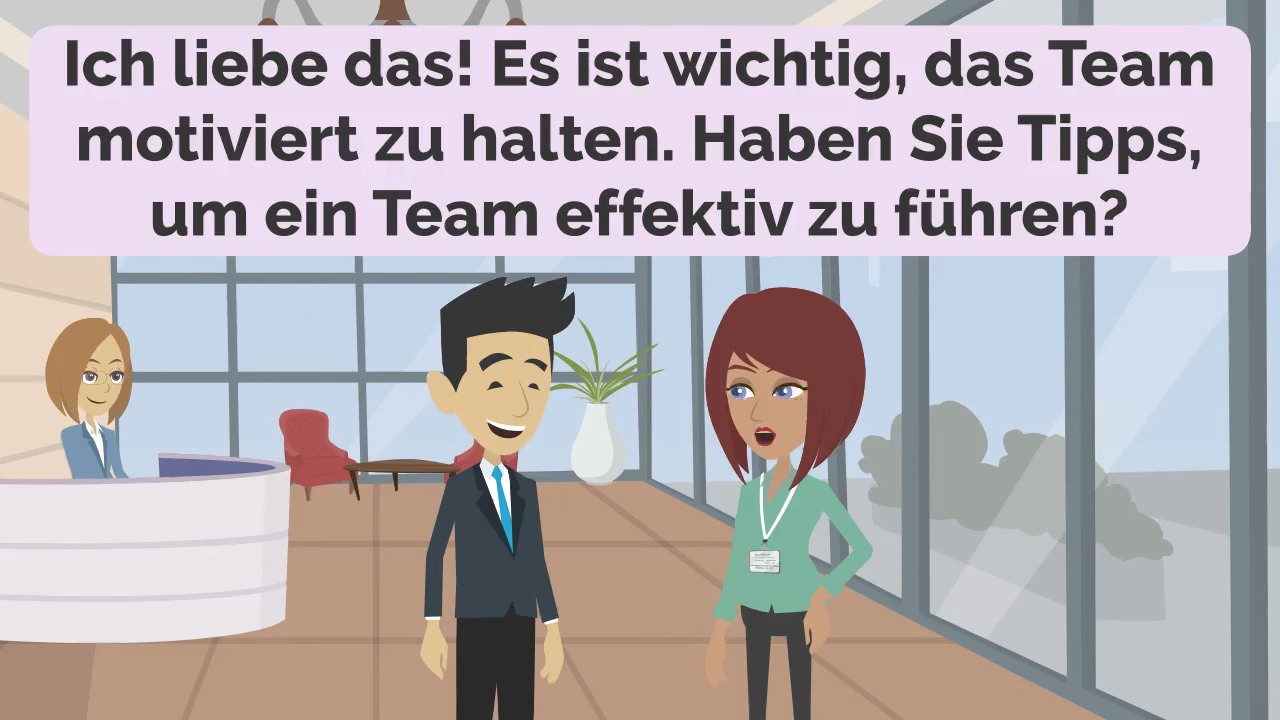 Ich liebe das! Es ist wichtig, das Team
motiviert zu halten. Haben Sie Tipps,
um ein Team effektiv zu führen?